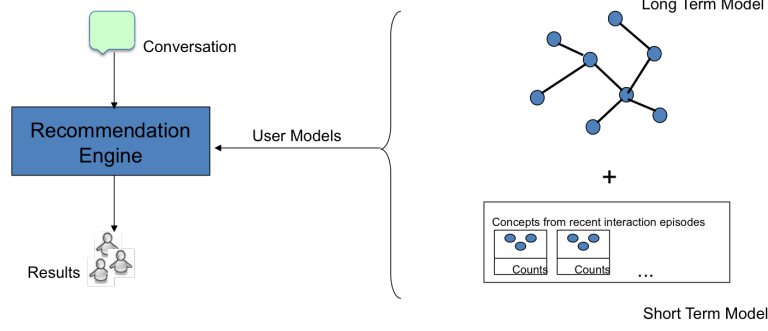 Long Term Model
Conversation
Recommendation
Engine
User Models
+
Concepts from recent interaction episodes
Counts
Counts
...
Results
Short Term Model